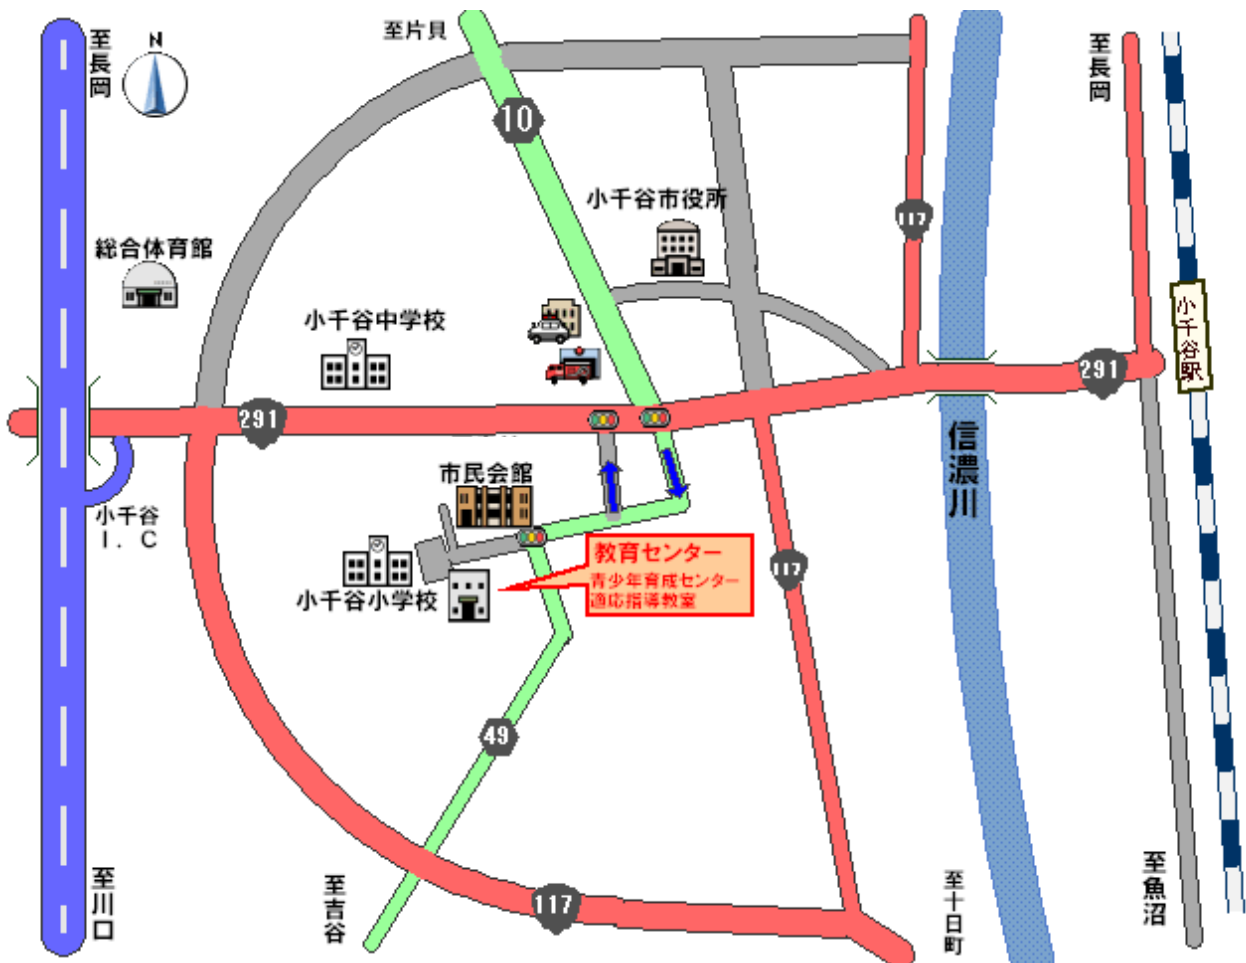 至長岡
N
至片貝
10
至長岡
小千谷市役所
117
総合体育館
小千谷中学校
小千谷駅
291
291
信濃川
市民会館
小千谷
I．C
教育センター
青少年育成センター
適応指導教室
小千谷小学校
117
49
至川口
至吉谷
117
至十日町
至魚沼